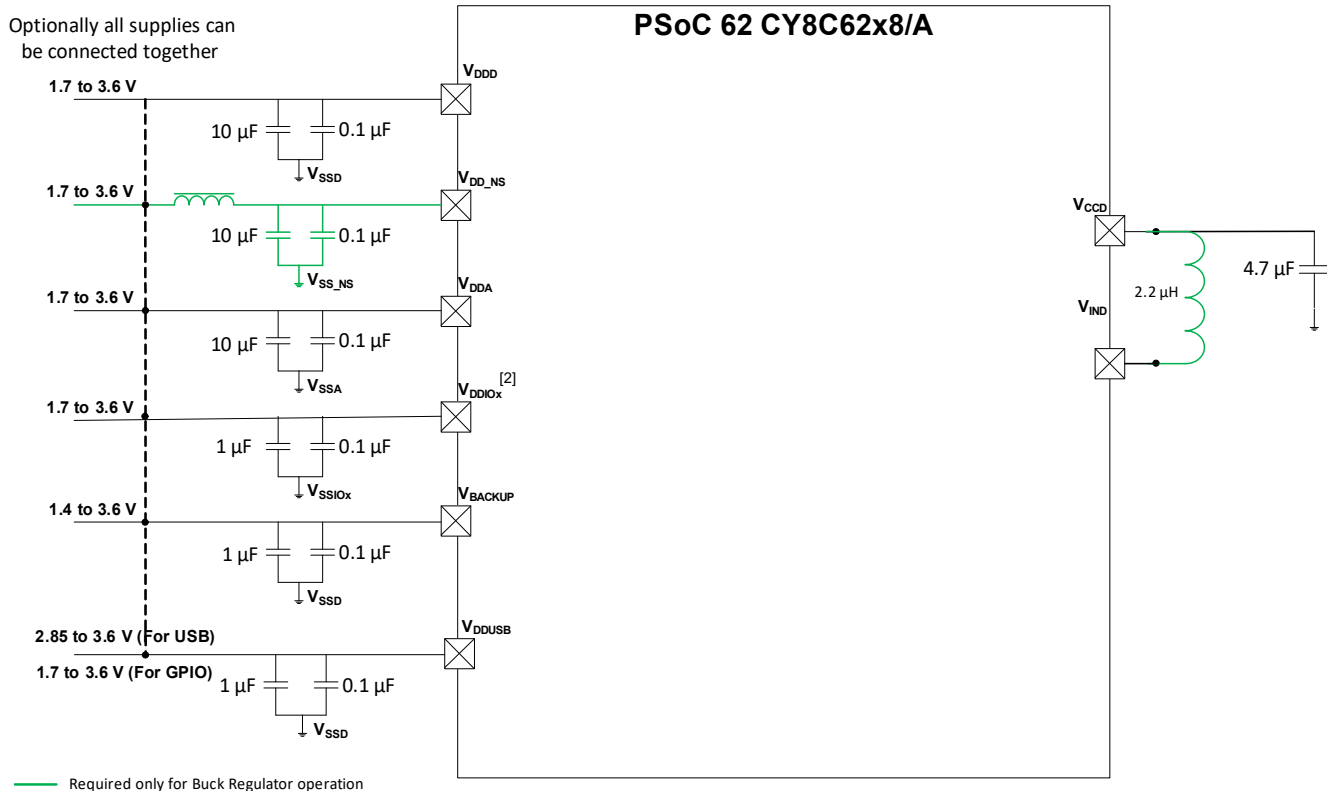 Optionally all supplies can
be connected together
PSoC 62 CY8C62x8/A
1.7 to 3.6 V
VDDD
10 µF
0.1 µF
VSSD
1.7 to 3.6 V
VDD_NS
10 µF
0.1 µF
VSS_NS
1.7 to 3.6 V
VDDA
10 µF
0.1 µF
VSSA
1.7 to 3.6 V
VDDIOx [2]
1 µF
0.1 µF
VSSIOx
1.4 to 3.6 V
VBACKUP
1 µF
0.1 µF
VSSD
2.85 to 3.6 V (For USB)
1.7 to 3.6 V (For GPIO)
VDDUSB
1 µF
0.1 µF
VSSD
VCCD
4.7 µF
2.2 µH
VIND
Required only for Buck Regulator operation